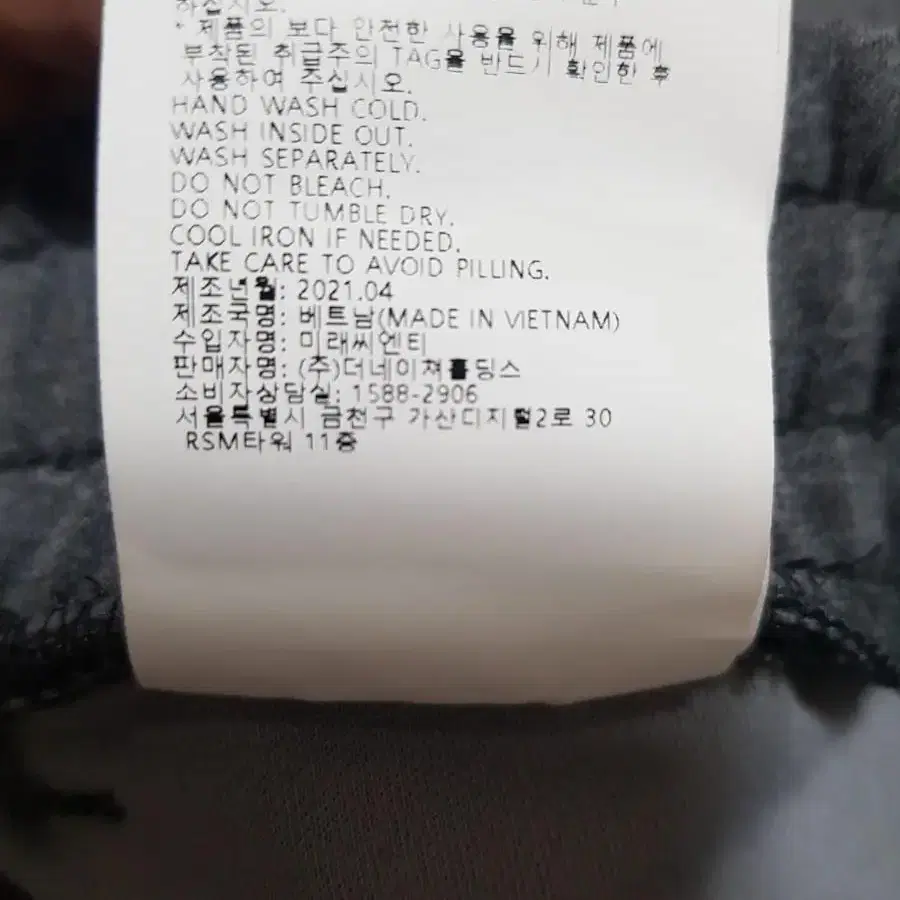 하십시오.
* 제품의 보다 안전한 사용을 위해 제품에
부착된 취급주의 TAG을 반드시 확인한 후
사용하여 주십시오.
HAND WASH COLD.
WASH INSIDE OUT.
WASH SEPARATELY.
DO NOT BLEACH.
DO NOT TUMBLE DRY.
COOL IRON IF NEEDED.
TAKE CARE TO AVOID PILLING.
제조년월: 2021.04
제조국명: 베트남(MADE IN VIETNAM)
수입자명: 미래씨엔티
판매자명: (주)더네이쳐홀딩스
소비자상담실: 1588-2906
서울특별시 금천구 가산디지털2로 30
RSM타워 11층